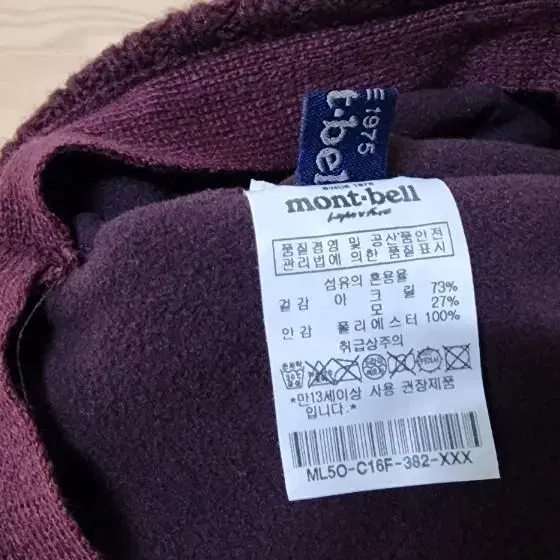 E 1975
t·bel
SINCE 1975
mont·bell
Light & Fast
품질경영 및 공산품안전
관리법에 의한 품질표시
섬유의 혼용율
겉감 아크릴 73%
모 27%
안감 폴리에스터 100%
취급상주의
*만13세이상 사용 권장제품
입니다.*
ML5O-C16F-382-XXX